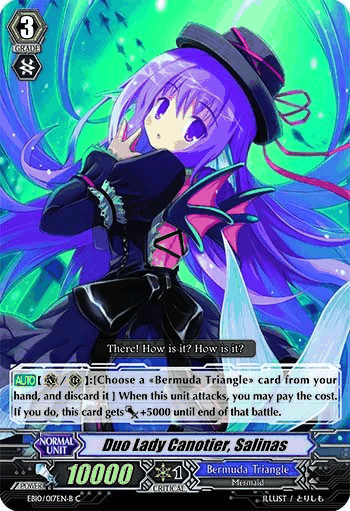 3
GRADE
There! How is it? How is it?
AUTO [ / ]:[Choose a «Bermuda Triangle» card from your
hand, and discard it ] When this unit attacks, you may pay the cost.
If you do, this card gets +5000 until end of that battle.
NORMAL
UNIT
Duo Lady Canotier, Salinas
POWER
10000
1
CRITICAL
Bermuda Triangle
Mermaid
EB10/017EN-B C
ILLUST / とりしも